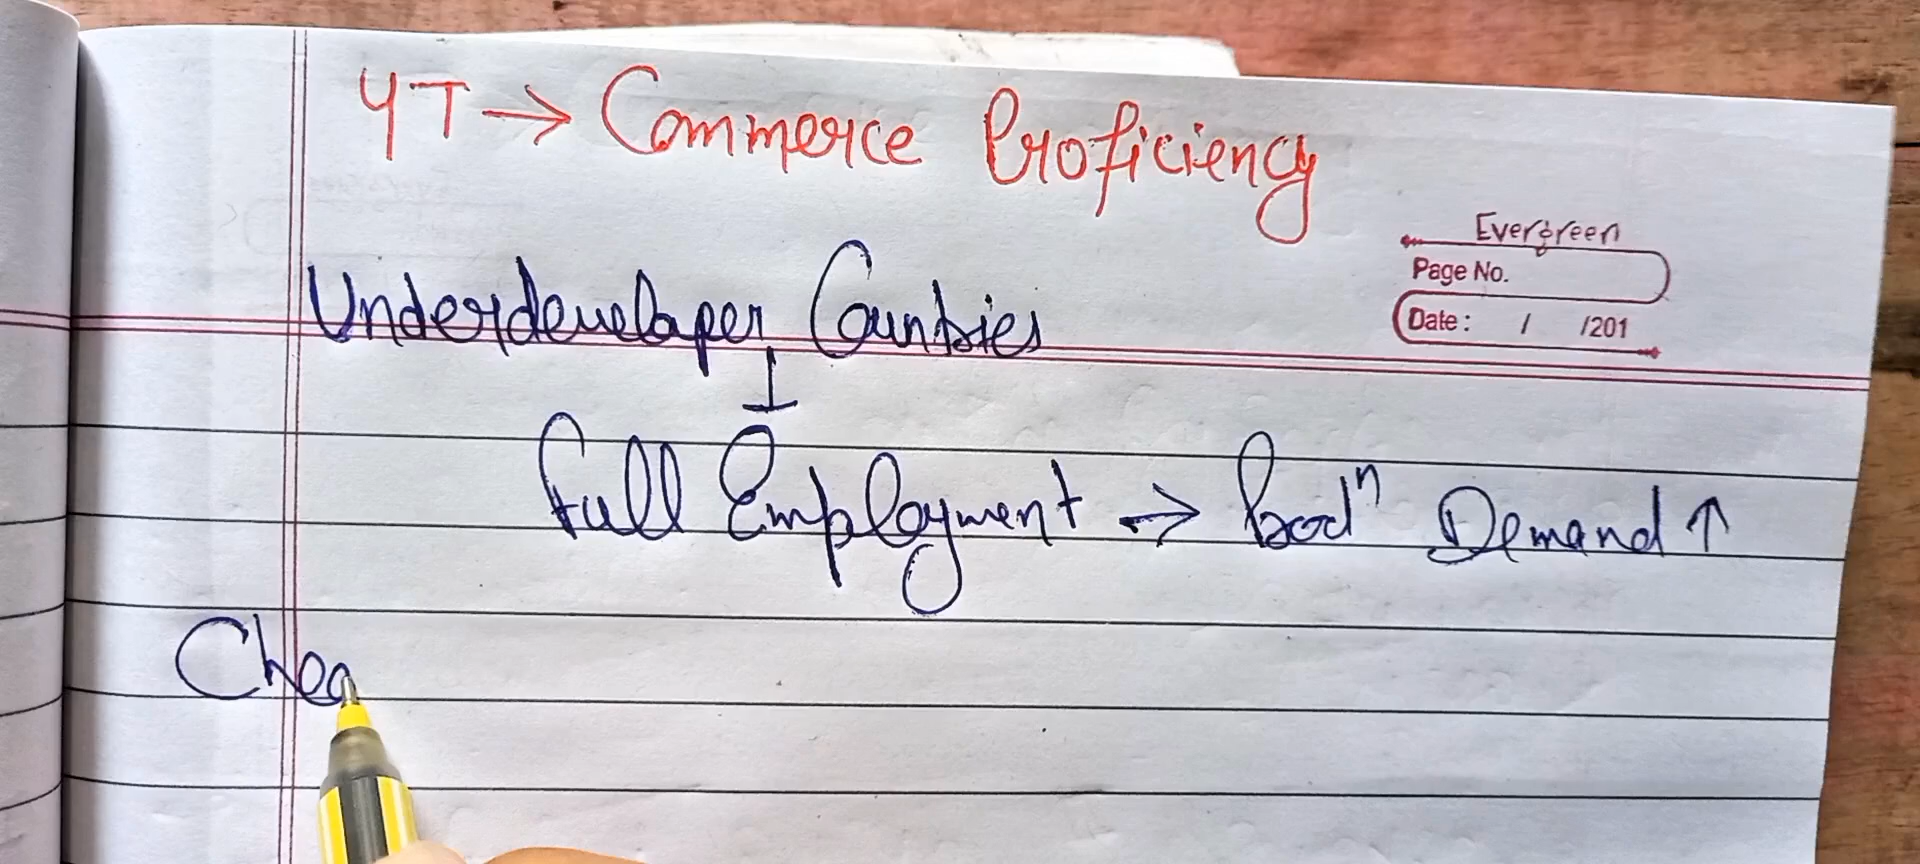 YT → Commerce Proficiency
Evergreen
Page No.
Date: / /201
Underdeveloper Countries
Full Employment → Prodⁿ Demand ↑
Chea